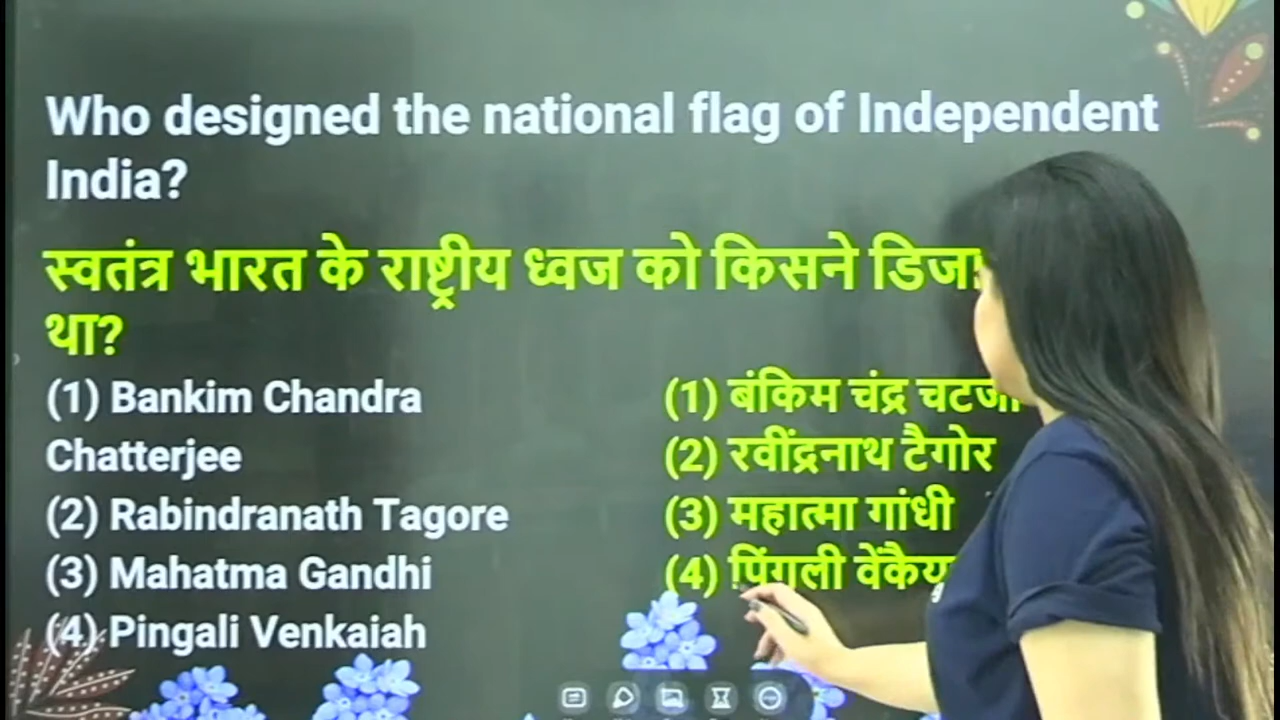 Who designed the national flag of Independent
India?
स्वतंत्र भारत के राष्ट्रीय ध्वज को किसने
था?
(1) Bankim Chandra
Chatterjee
(2) Rabindranath Tagore
(3) Mahatma Gandhi
(4) Pingali Venkaiah
(1) बंकिम चंद्र
(2) रवींद्रनाथ टैगोर
(3) महात्मा गांधी
(4) पिंगली